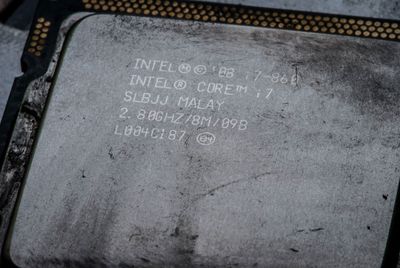 INTEL Ⓜ © '08 i7-860
INTEL® CORE™ i7
SLBJJ MALAY
2.80GHZ/8M/09B
L004C187 e4